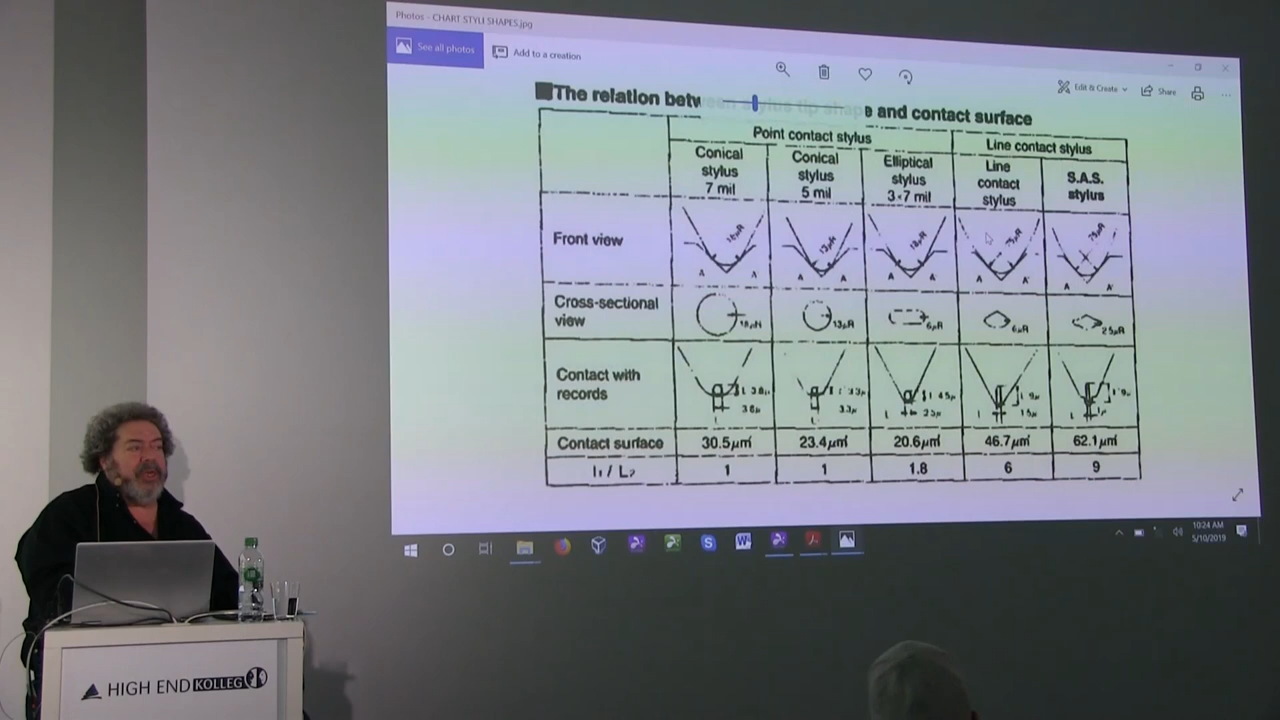 Photos - CHART STYLI SHAPES.jpg
See all photos
Add to a creation
Edit & Create
Share
The relation between stylus tip shape and contact surface
Point contact stylus
Line contact stylus
Conical
stylus
7 mil
Conical
stylus
5 mil
Elliptical
stylus
3×7 mil
Line
contact
stylus
S.A.S.
stylus
Front view
A A
A A
A A'
A A'
A A'
Cross-sectional
view
Contact with
records
Contact surface
30.5μm²
23.4μm²
20.6μm²
46.7μm²
62.1μm²
1
1
1.8
6
9
10:24 AM
5/10/2019
HIGH END KOLLEG